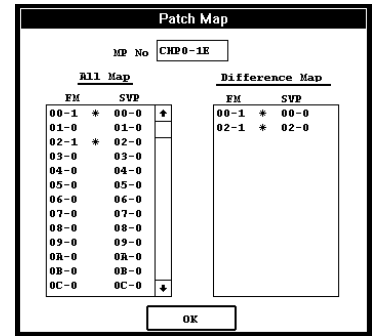 Patch Map
MP No CHP0-1E
All Map
FM SVP
00-1 * 00-0
01-0 01-0
02-1 * 02-0
03-0 03-0
04-0 04-0
05-0 05-0
06-0 06-0
07-0 07-0
08-0 08-0
09-0 09-0
0A-0 0A-0
0B-0 0B-0
0C-0 0C-0
Difference Map
FM SVP
00-1 * 00-0
02-1 * 02-0
OK